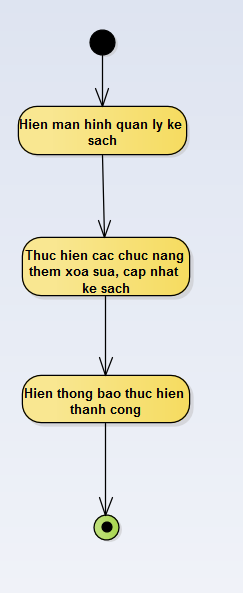 Hien man hinh quan ly ke
sach
Thuc hien cac chuc nang
them xoa sua, cap nhat
ke sach
Hien thong bao thuc hien
thanh cong